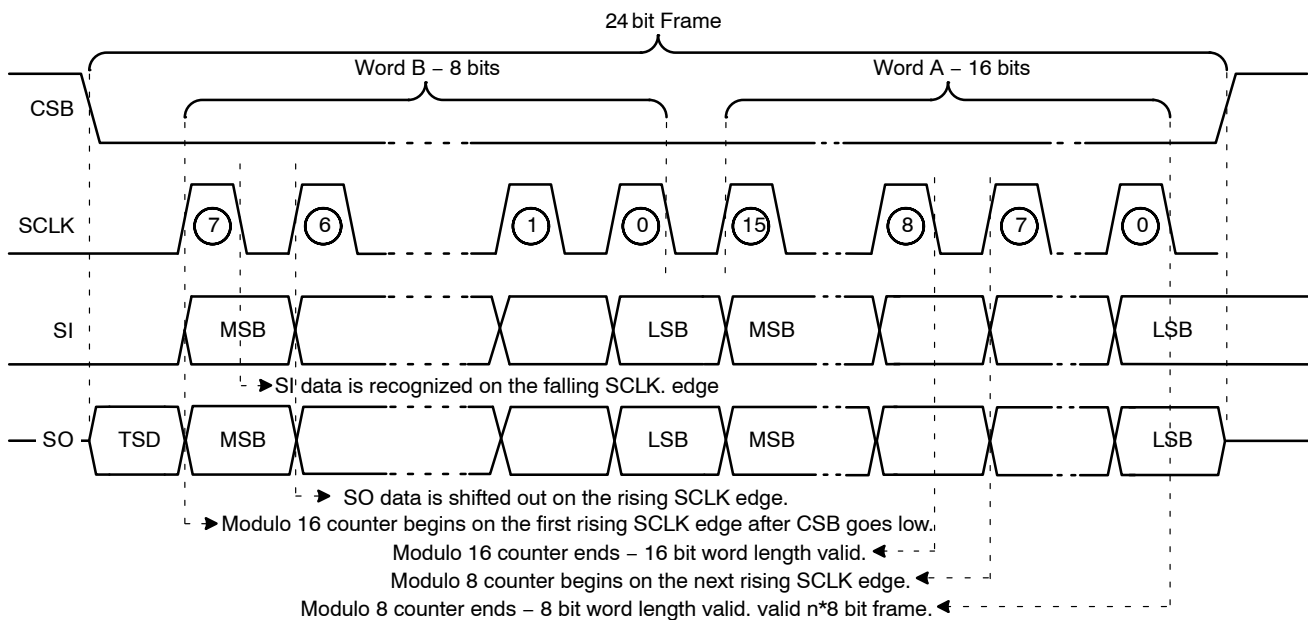 24 bit Frame
Word B – 8 bits Word A – 16 bits
CSB
SCLK 7 6 1 0 15 8 7 0
SI MSB LSB MSB LSB
SI data is recognized on the falling SCLK. edge
SO TSD MSB LSB MSB LSB
SO data is shifted out on the rising SCLK edge.
Modulo 16 counter begins on the first rising SCLK edge after CSB goes low.
Modulo 16 counter ends – 16 bit word length valid.
Modulo 8 counter begins on the next rising SCLK edge.
Modulo 8 counter ends – 8 bit word length valid. valid n*8 bit frame.